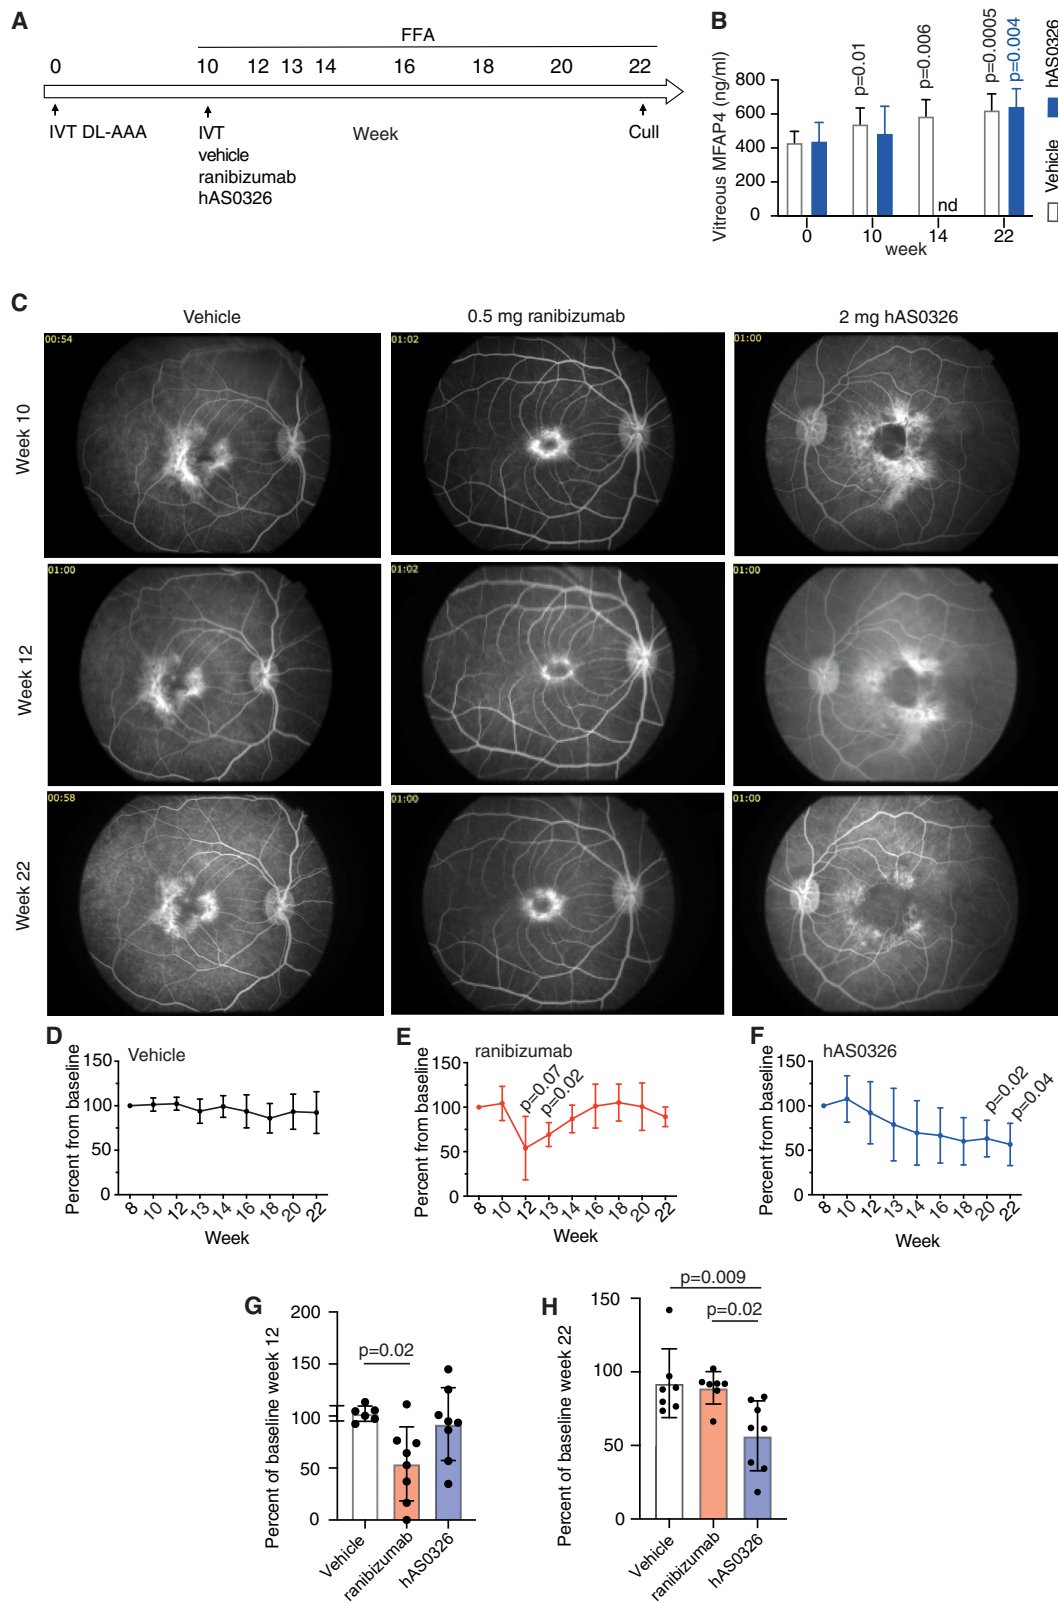 A
FFA
0 10 12 13 14 16 18 20 22
IVT DL-AAA
IVT
vehicle
ranibizumab
hAS0326
Week
Cull
B
p=0.01
p=0.006
p=0.0005
p=0.004
Vitreous MFAP4 (ng/ml)
800
600
400
200
0
nd
0 10 14 22
week
Vehicle
hAS0326
C
Vehicle
0.5 mg ranibizumab
2 mg hAS0326
Week 10
00:54
01:02
01:00
Week 12
01:00
01:02
01:00
Week 22
00:58
01:00
01:00
D
Vehicle
Percent from baseline
150
100
50
0
8 10 12 13 14 16 18 20 22
Week
E
ranibizumab
p=0.07
p=0.02
Percent from baseline
150
100
50
0
8 10 12 13 14 16 18 20 22
Week
F
hAS0326
p=0.02
p=0.04
Percent from baseline
150
100
50
0
8 10 12 13 14 16 18 20 22
Week
G
Percent of baseline week 12
200
150
100
50
0
p=0.02
Vehicle
ranibizumab
hAS0326
H
Percent of baseline week 22
150
100
50
0
p=0.009
p=0.02
Vehicle
ranibizumab
hAS0326